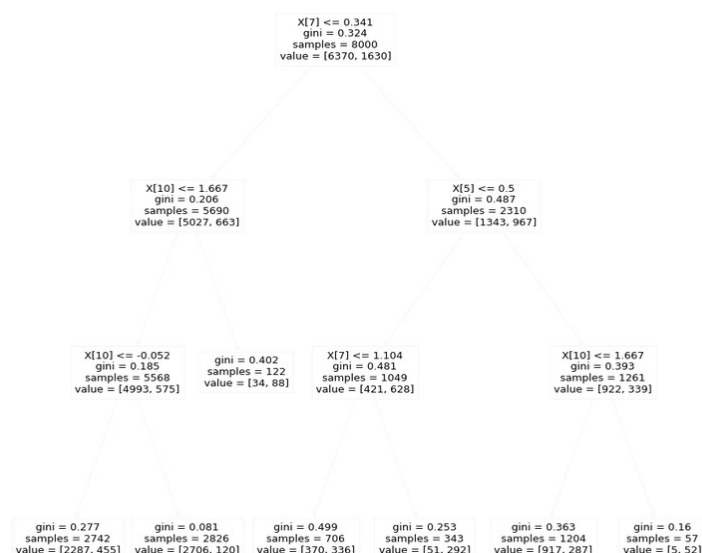 X[7] <= 0.341
gini = 0.324
samples = 8000
value = [6370, 1630]
X[10] <= 1.667
gini = 0.206
samples = 5690
value = [5027, 663]
X[5] <= 0.5
gini = 0.487
samples = 2310
value = [1343, 967]
X[10] <= -0.052
gini = 0.185
samples = 5568
value = [4993, 575]
gini = 0.402
samples = 122
value = [34, 88]
X[7] <= 1.104
gini = 0.481
samples = 1049
value = [421, 628]
X[10] <= 1.667
gini = 0.393
samples = 1261
value = [922, 339]
gini = 0.277
samples = 2742
value = [2287, 455]
gini = 0.081
samples = 2826
value = [2706, 120]
gini = 0.499
samples = 706
value = [370, 336]
gini = 0.253
samples = 343
value = [51, 292]
gini = 0.363
samples = 1204
value = [917, 287]
gini = 0.16
samples = 57
value = [5, 52]